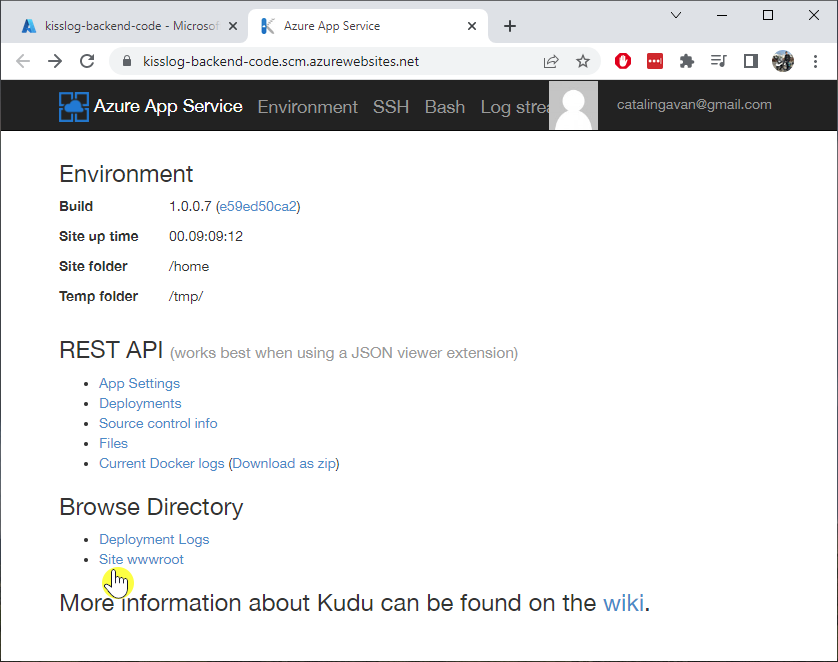 kisslog-backend-code - Microsof
Azure App Service
kisslog-backend-code.scm.azurewebsites.net
Azure App Service Environment SSH Bash Log strea
catalingavan@gmail.com
Environment
Build 1.0.0.7 (e59ed50ca2)
Site up time 00.09:09:12
Site folder /home
Temp folder /tmp/
REST API (works best when using a JSON viewer extension)
App Settings
Deployments
Source control info
Files
Current Docker logs (Download as zip)
Browse Directory
Deployment Logs
Site wwwroot
More information about Kudu can be found on the wiki.